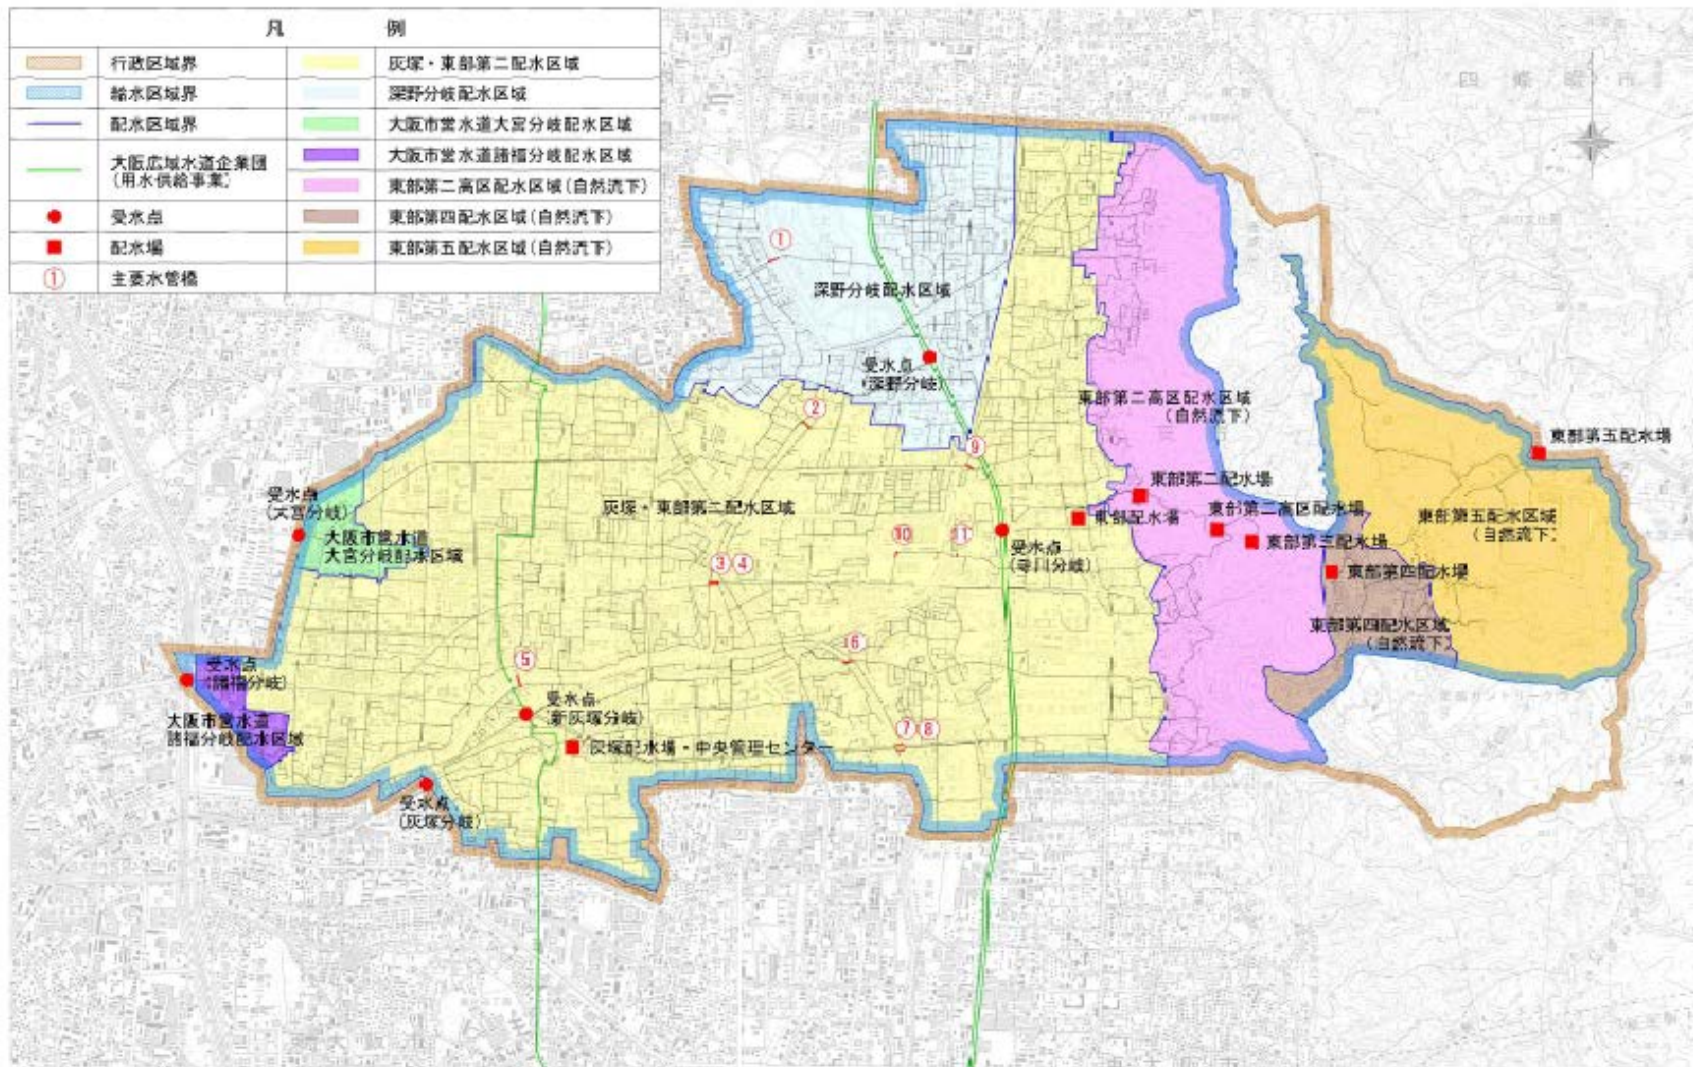 凡 例
行政区域界
給水区域界
配水区域界
大阪広域水道企業団
(用水供給事業)
受水点
配水場
① 主要水管橋
灰塚・東部第二配水区域
深野分岐配水区域
大阪市営水道大宮分岐配水区域
大阪市営水道諸福分岐配水区域
東部第二高区配水区域(自然流下)
東部第四配水区域(自然流下)
東部第五配水区域(自然流下)
四條畷市
①
深野分岐配水区域
受水点
(深野分岐)
②
東部第二高区配水区域
(自然流下)
⑨
東部第五配水場
受水点
(大宮分岐)
大阪市営水道
大宮分岐配水区域
灰塚・東部第二配水区域
③④
⑩
⑪
受水点
(寺川分岐)
東部配水場
東部第二配水場
東部第二高区配水場
東部第三配水場
東部第五配水区域
(自然流下)
東部第四配水場
東部第四配水区域
(自然流下)
⑥
⑤
受水点
(諸福分岐)
大阪市営水道
諸福分岐配水区域
受水点
(新灰塚分岐)
⑦⑧
灰塚配水場・中央管理センター
受水点
(灰塚分岐)